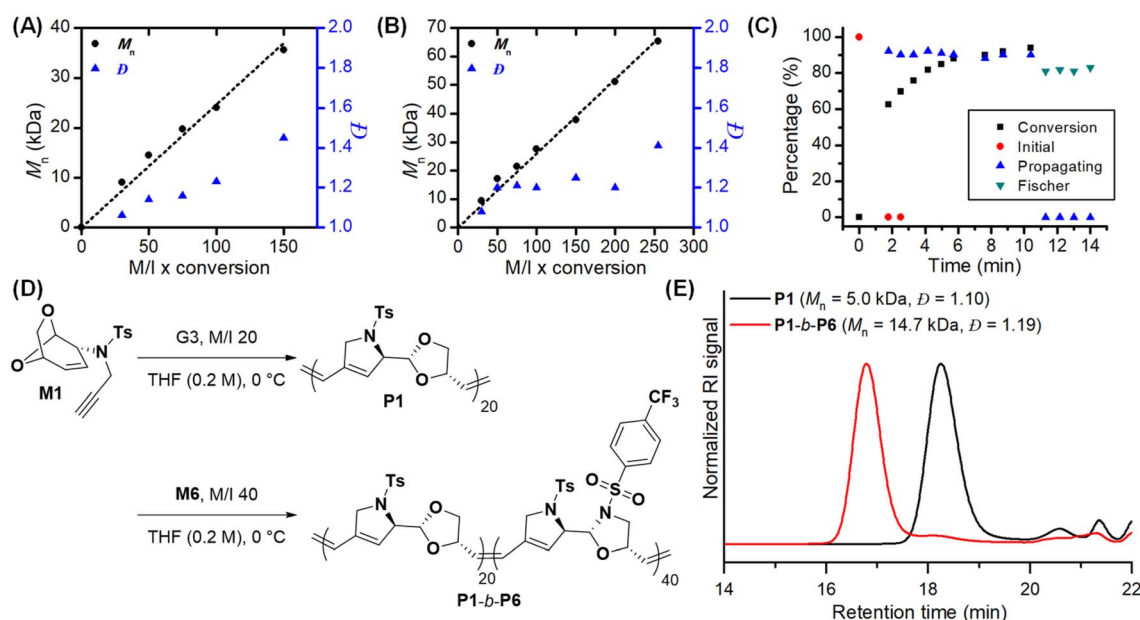 (A)
Mn
Đ
Mn (kDa)
40
30
20
10
0
2.0
1.8
1.6
1.4
1.2
1.0
Đ
0 50 100 150
M/I x conversion
(B)
Mn
Đ
Mn (kDa)
70
60
50
40
30
20
10
0
2.0
1.8
1.6
1.4
1.2
1.0
Đ
0 50 100 150 200 250 300
M/I x conversion
(C)
Percentage (%)
100
80
60
40
20
0
Conversion
Initial
Propagating
Fischer
0 2 4 6 8 10 12 14
Time (min)
(D)
O
O
Ts
N
M1
G3, M/I 20
THF (0.2 M), 0 °C
Ts
N
O
O
20
P1
M6, M/I 40
THF (0.2 M), 0 °C
CF3
Ts
N
O
O
20
Ts
N
O
S
O
N
O
40
P1-b-P6
(E)
P1 (Mn = 5.0 kDa, Đ = 1.10)
P1-b-P6 (Mn = 14.7 kDa, Đ = 1.19)
Normalized RI signal
14 16 18 20 22
Retention time (min)